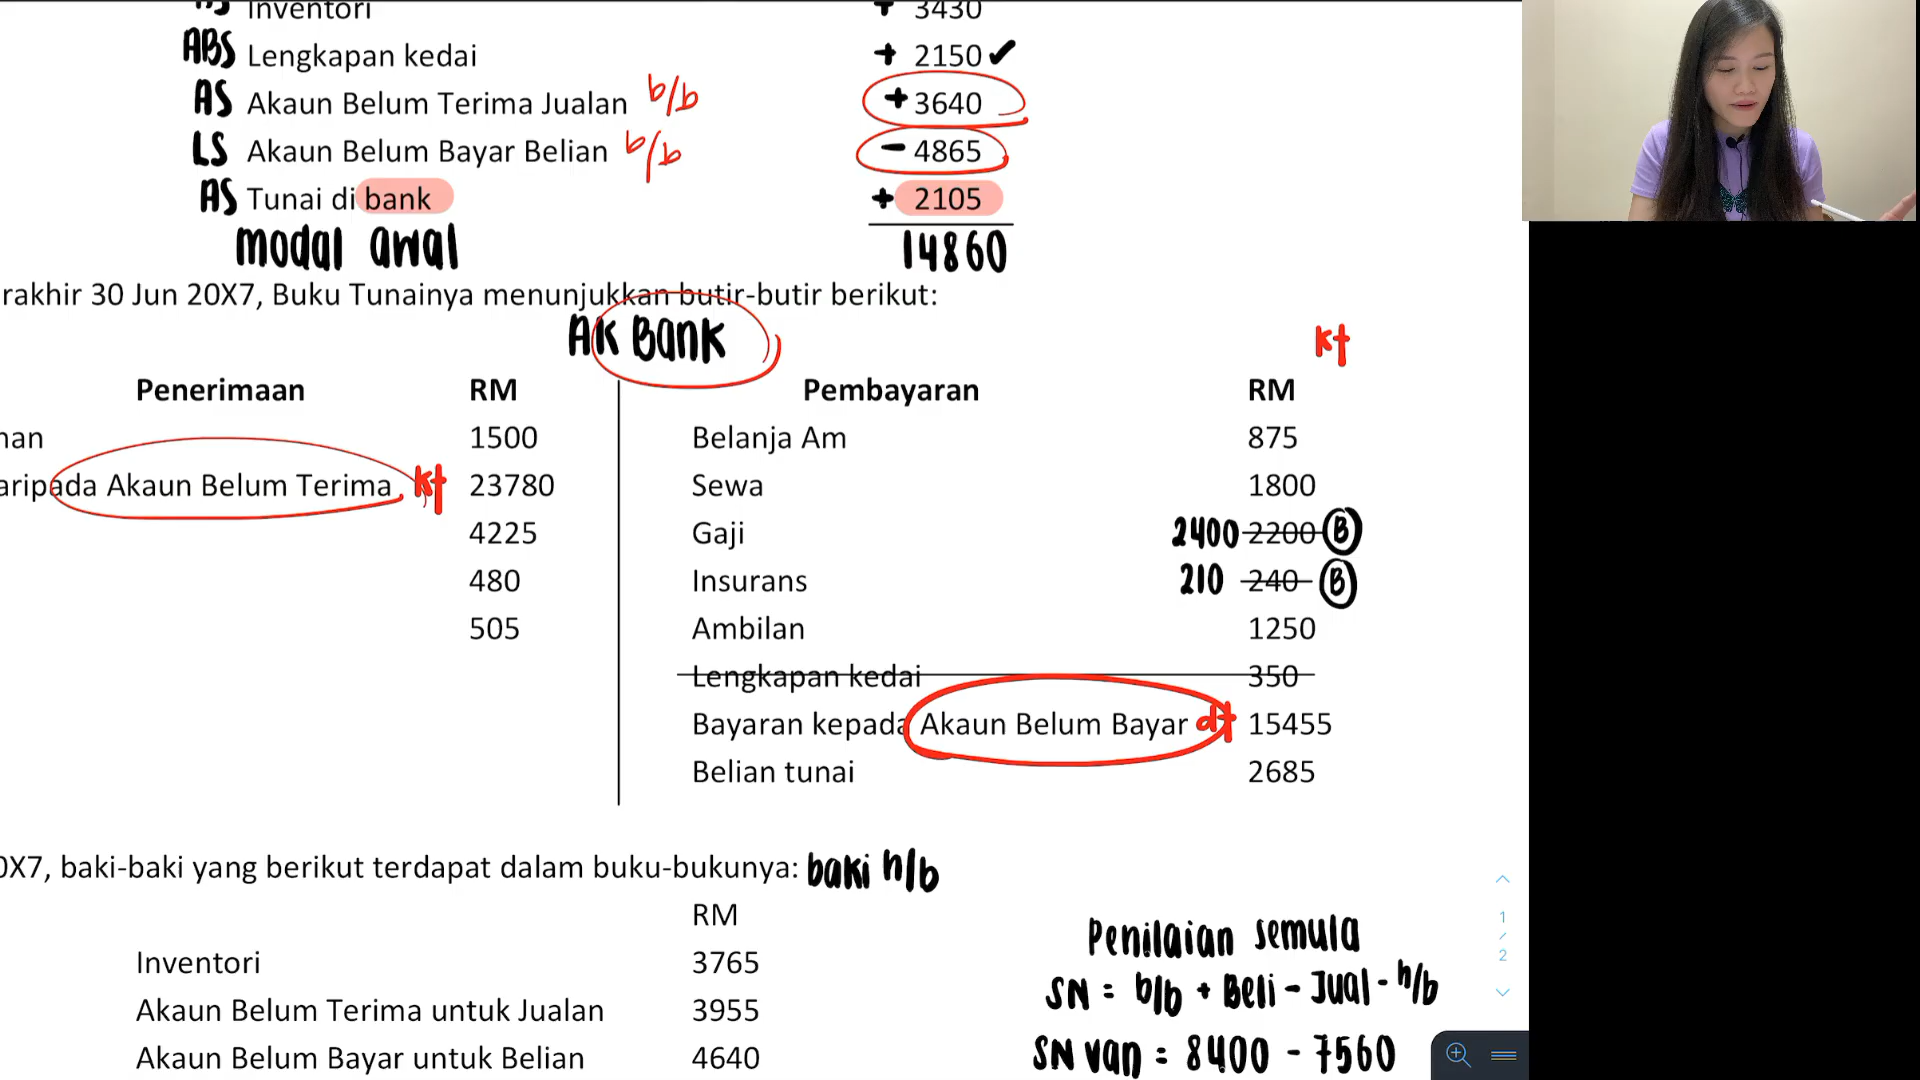 Inventori + 3430
ABS Lengkapan kedai + 2150 ✓
AS Akaun Belum Terima Jualan b/b + 3640
LS Akaun Belum Bayar Belian b/b - 4865
AS Tunai di bank + 2105
modal awal 14860
rakhir 30 Jun 20X7, Buku Tunainya menunjukkan butir-butir berikut:
AK Bank kt
Penerimaan RM Pembayaran RM
nan 1500 Belanja Am 875
aripada Akaun Belum Terima kt 23780 Sewa 1800
4225 Gaji 2400 2200 B
480 Insurans 210 240 B
505 Ambilan 1250
Lengkapan kedai 350
Bayaran kepada Akaun Belum Bayar dt 15455
Belian tunai 2685
0X7, baki-baki yang berikut terdapat dalam buku-bukunya: baki h/b
RM
Inventori 3765
Akaun Belum Terima untuk Jualan 3955
Akaun Belum Bayar untuk Belian 4640
Penilaian semula
SN = b/b + Beli - Jual - h/b
SN van = 8400 - 7560
1 / 2